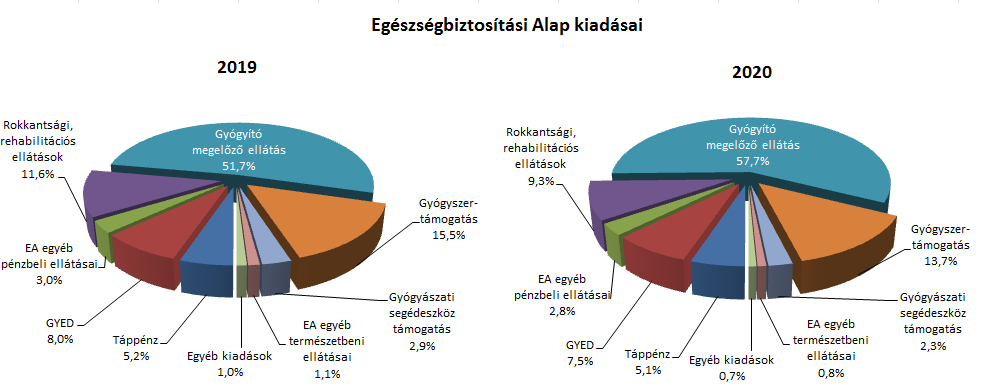 Egészségbiztosítási Alap kiadásai
2019
Gyógyító
megelőző ellátás
51,7%
Rokkantsági,
rehabilitációs
ellátások
11,6%
Gyógyszer-
támogatás
15,5%
EA egyéb
pénzbeli ellátásai
3,0%
GYED
8,0%
Táppénz
5,2%
Egyéb kiadások
1,0%
EA egyéb
természetbeni
ellátásai
1,1%
Gyógyászati
segédeszköz
támogatás
2,9%
2020
Gyógyító
megelőző ellátás
57,7%
Rokkantsági,
rehabilitációs
ellátások
9,3%
Gyógyszer-
támogatás
13,7%
EA egyéb
pénzbeli ellátásai
2,8%
GYED
7,5%
Táppénz
5,1%
Egyéb kiadások
0,7%
EA egyéb
természetbeni
ellátásai
0,8%
Gyógyászati
segédeszköz
támogatás
2,3%